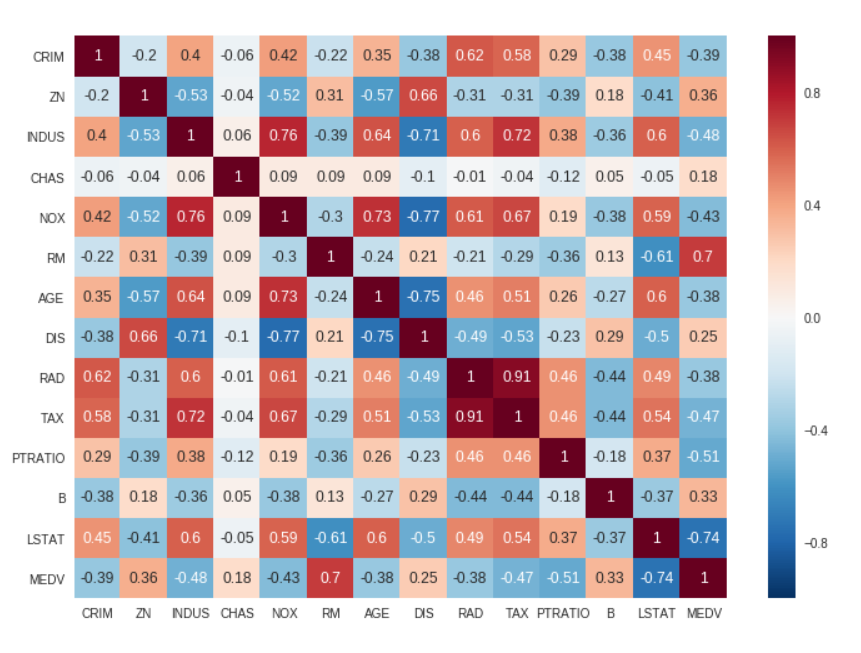 CRIM 1 -0.2 0.4 -0.06 0.42 -0.22 0.35 -0.38 0.62 0.58 0.29 -0.38 0.45 -0.39
ZN -0.2 1 -0.53 -0.04 -0.52 0.31 -0.57 0.66 -0.31 -0.31 -0.39 0.18 -0.41 0.36
INDUS 0.4 -0.53 1 0.06 0.76 -0.39 0.64 -0.71 0.6 0.72 0.38 -0.36 0.6 -0.48
CHAS -0.06 -0.04 0.06 1 0.09 0.09 0.09 -0.1 -0.01 -0.04 -0.12 0.05 -0.05 0.18
NOX 0.42 -0.52 0.76 0.09 1 -0.3 0.73 -0.77 0.61 0.67 0.19 -0.38 0.59 -0.43
RM -0.22 0.31 -0.39 0.09 -0.3 1 -0.24 0.21 -0.21 -0.29 -0.36 0.13 -0.61 0.7
AGE 0.35 -0.57 0.64 0.09 0.73 -0.24 1 -0.75 0.46 0.51 0.26 -0.27 0.6 -0.38
DIS -0.38 0.66 -0.71 -0.1 -0.77 0.21 -0.75 1 -0.49 -0.53 -0.23 0.29 -0.5 0.25
RAD 0.62 -0.31 0.6 -0.01 0.61 -0.21 0.46 -0.49 1 0.91 0.46 -0.44 0.49 -0.38
TAX 0.58 -0.31 0.72 -0.04 0.67 -0.29 0.51 -0.53 0.91 1 0.46 -0.44 0.54 -0.47
PTRATIO 0.29 -0.39 0.38 -0.12 0.19 -0.36 0.26 -0.23 0.46 0.46 1 -0.18 0.37 -0.51
B -0.38 0.18 -0.36 0.05 -0.38 0.13 -0.27 0.29 -0.44 -0.44 -0.18 1 -0.37 0.33
LSTAT 0.45 -0.41 0.6 -0.05 0.59 -0.61 0.6 -0.5 0.49 0.54 0.37 -0.37 1 -0.74
MEDV -0.39 0.36 -0.48 0.18 -0.43 0.7 -0.38 0.25 -0.38 -0.47 -0.51 0.33 -0.74 1
CRIM ZN INDUS CHAS NOX RM AGE DIS RAD TAX PTRATIO B LSTAT MEDV
0.8
0.4
0.0
−0.4
−0.8